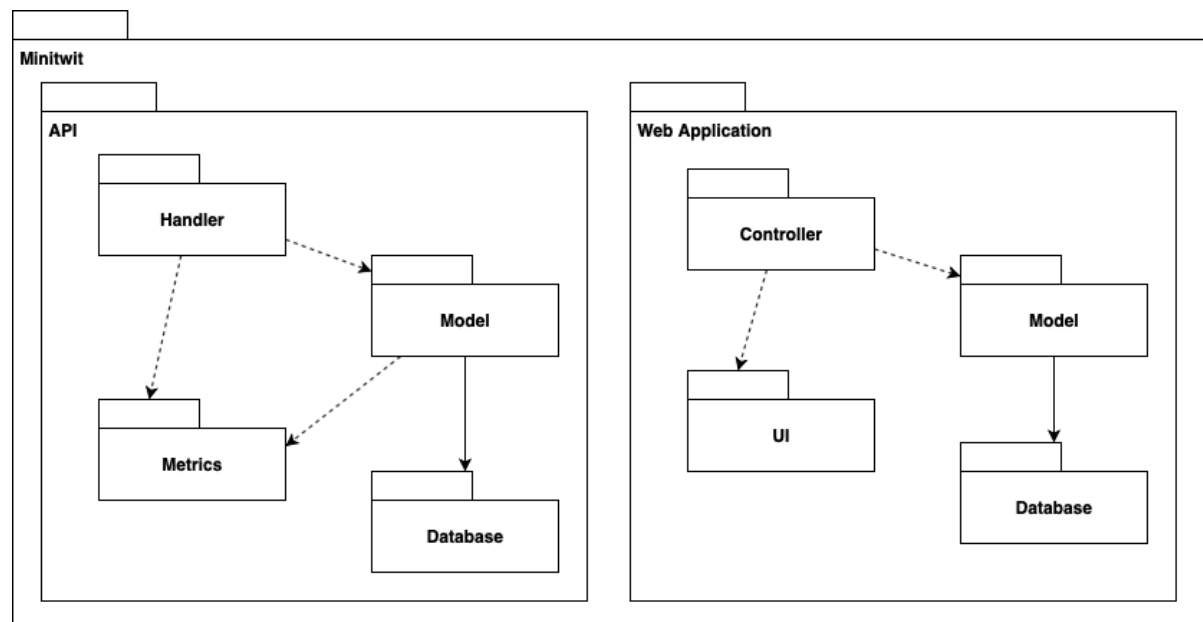 Minitwit
API
Handler
Model
Metrics
Database
Web Application
Controller
Model
UI
Database